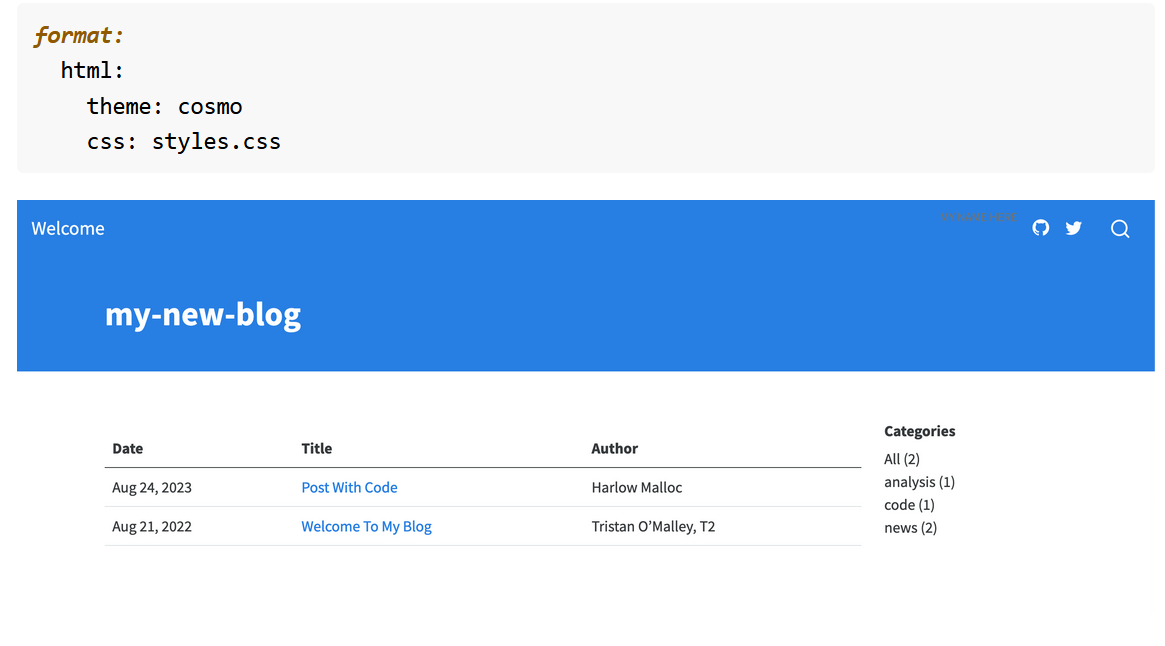 format:
html:
theme: cosmo
css: styles.css
Welcome
my-new-blog
Date Title Author
Aug 24, 2023 Post With Code Harlow Malloc
Aug 21, 2022 Welcome To My Blog Tristan O’Malley, T2
Categories
All (2)
analysis (1)
code (1)
news (2)